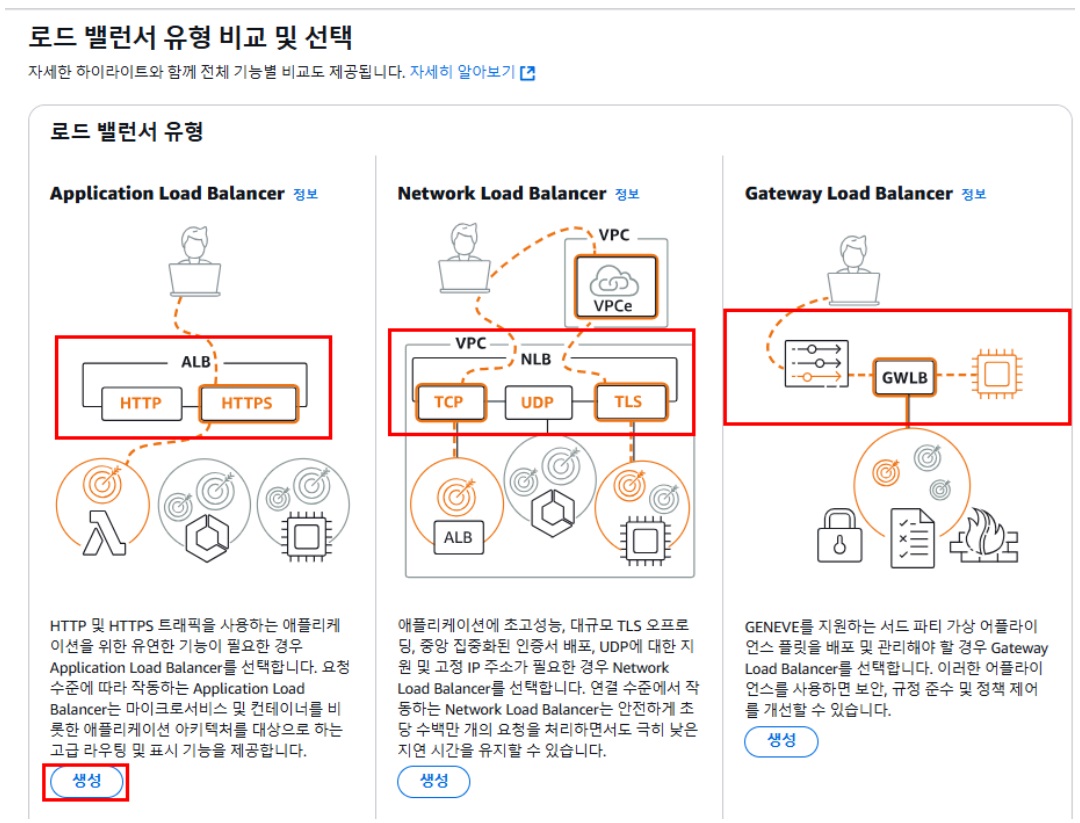 로드 밸런서 유형 비교 및 선택
자세한 하이라이트와 함께 전체 기능별 비교도 제공됩니다. 자세히 알아보기
로드 밸런서 유형
Application Load Balancer 정보
ALB
HTTP
HTTPS
HTTP 및 HTTPS 트래픽을 사용하는 애플리케
이션을 위한 유연한 기능이 필요한 경우
Application Load Balancer를 선택합니다. 요청
수준에 따라 작동하는 Application Load
Balancer는 마이크로서비스 및 컨테이너를 비
롯한 애플리케이션 아키텍처를 대상으로 하는
고급 라우팅 및 표시 기능을 제공합니다.
생성
Network Load Balancer 정보
VPC
VPCe
VPC
NLB
TCP
UDP
TLS
ALB
애플리케이션에 초고성능, 대규모 TLS 오프로
딩, 중앙 집중화된 인증서 배포, UDP에 대한 지
원 및 고정 IP 주소가 필요한 경우 Network
Load Balancer를 선택합니다. 연결 수준에서 작
동하는 Network Load Balancer는 안전하게 초
당 수백만 개의 요청을 처리하면서도 극히 낮은
지연 시간을 유지할 수 있습니다.
생성
Gateway Load Balancer 정보
GWLB
GENEVE를 지원하는 서드 파티 가상 어플라이
언스 플릿을 배포 및 관리해야 할 경우 Gateway
Load Balancer를 선택합니다. 이러한 어플라이
언스를 사용하면 보안, 규정 준수 및 정책 제어
를 개선할 수 있습니다.
생성